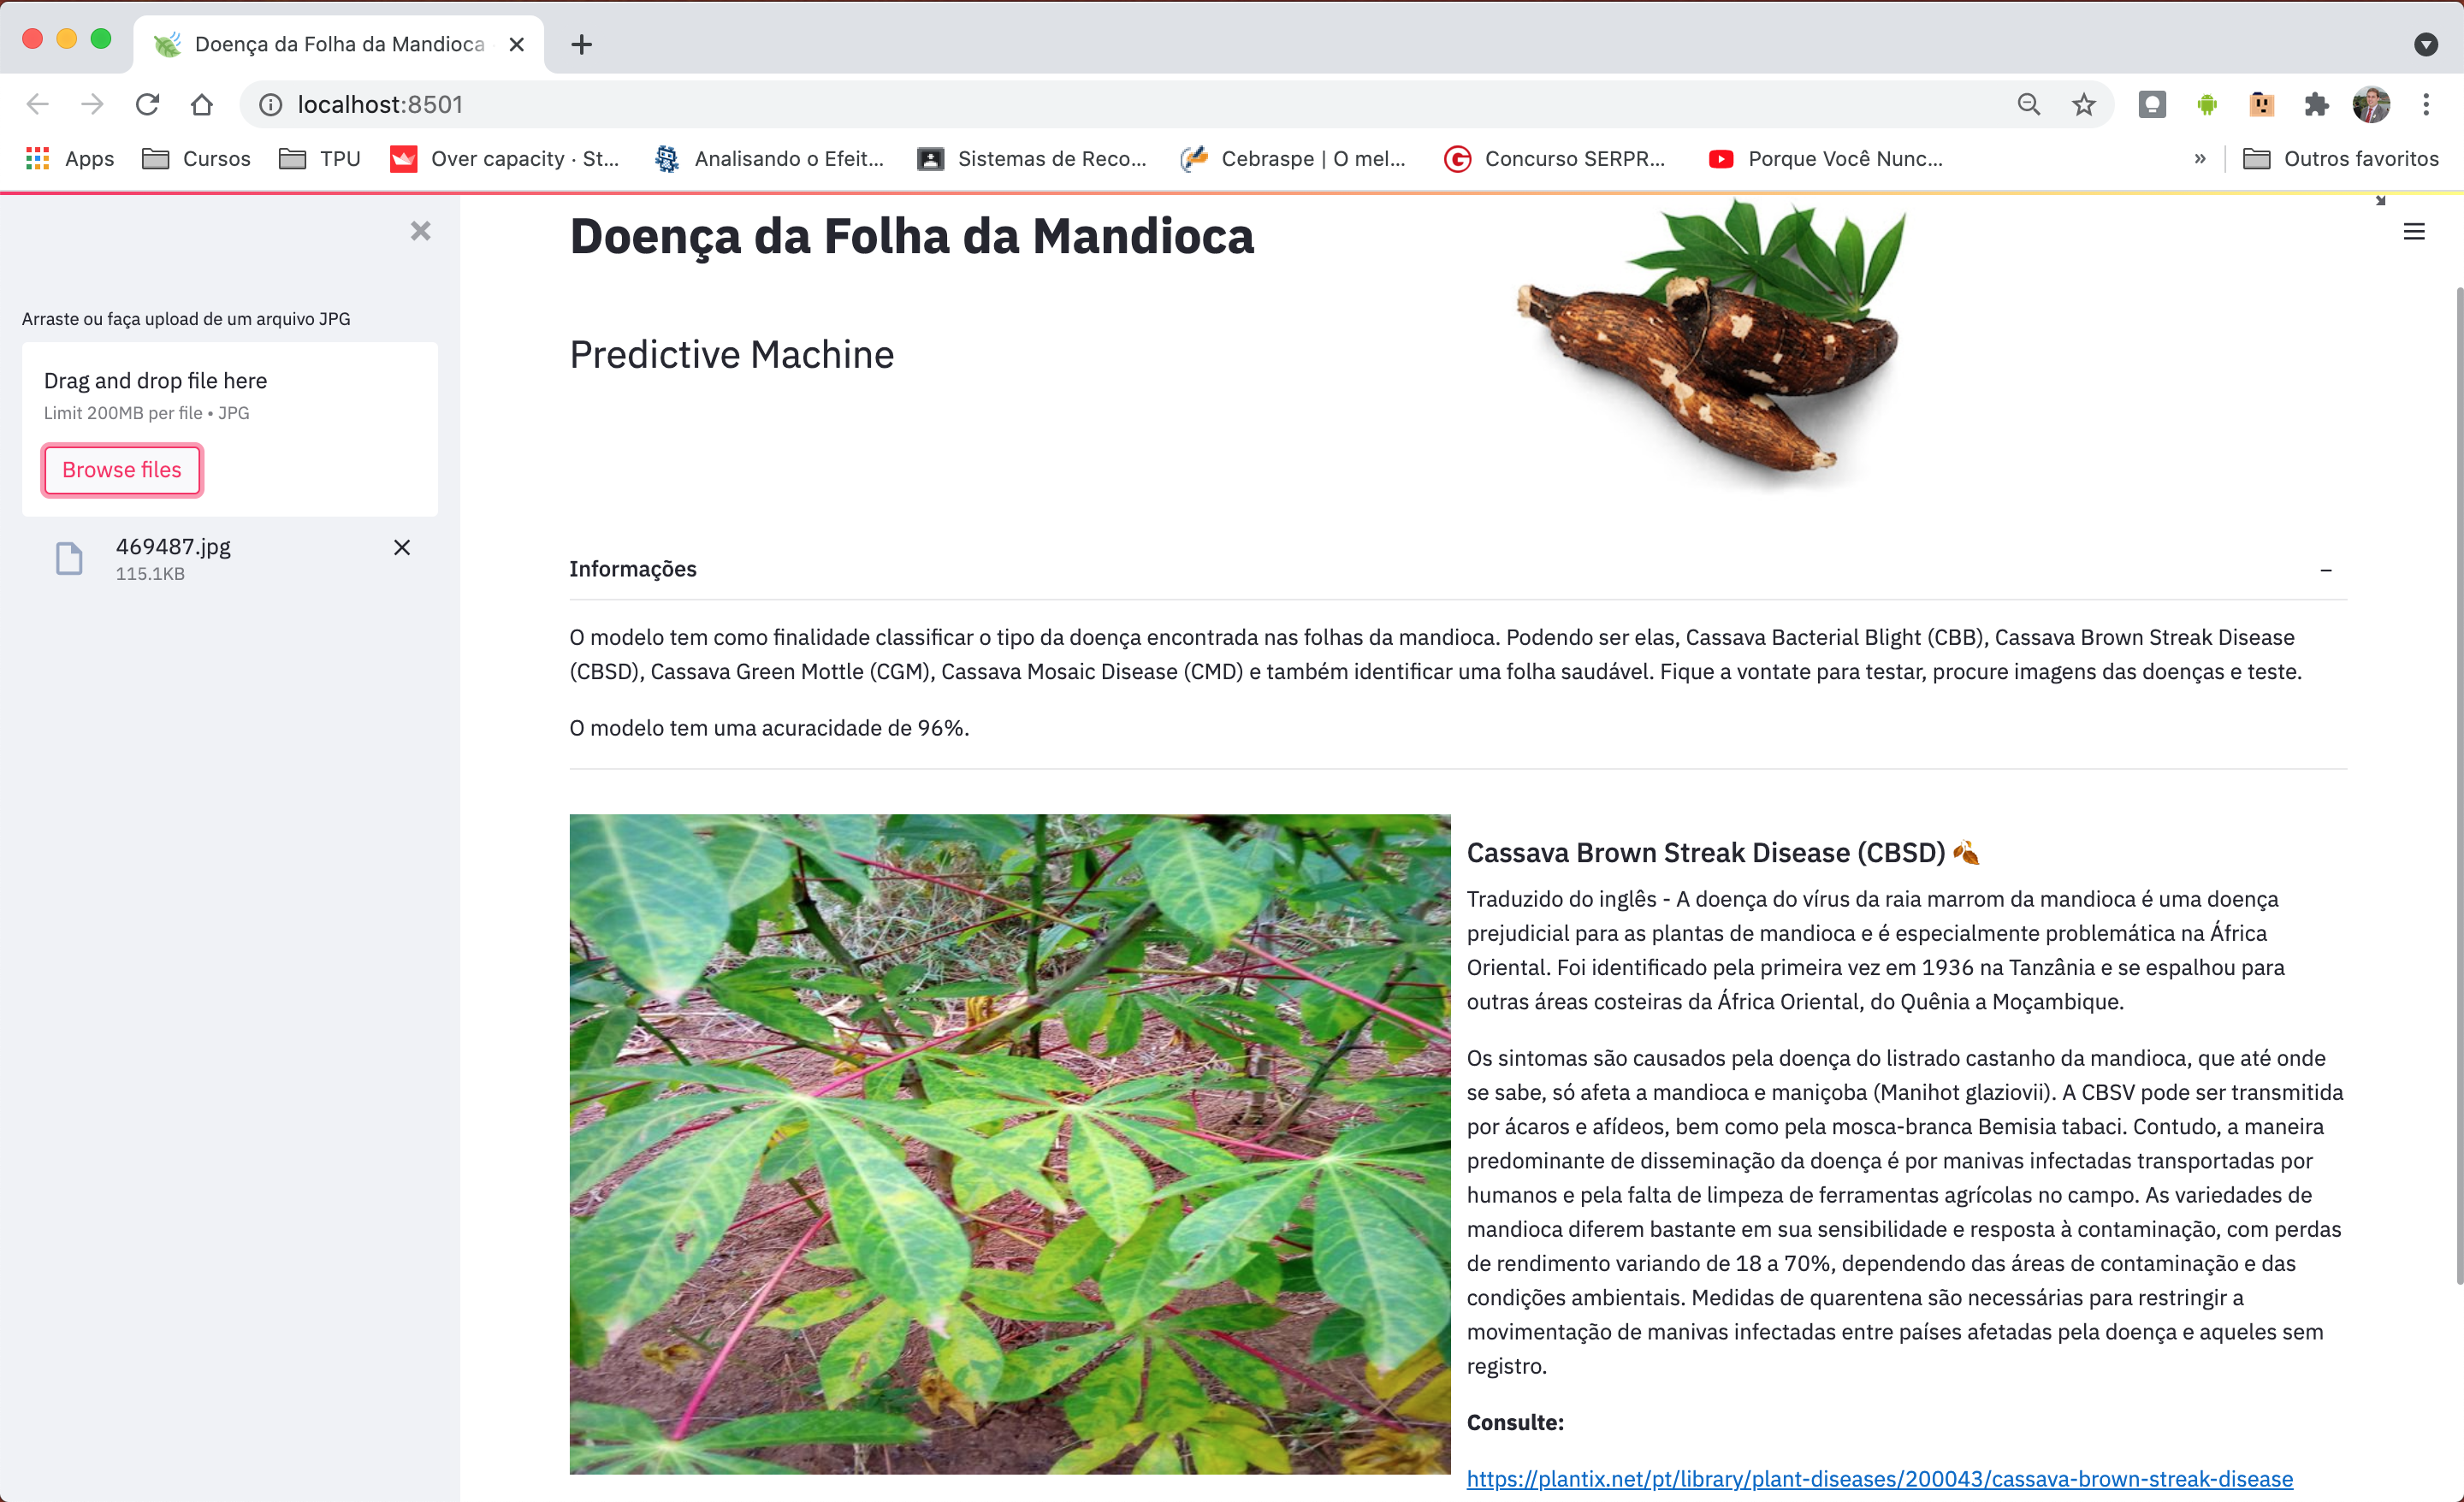 Doença da Folha da Mandioca
localhost:8501
Apps
Cursos
TPU
Over capacity · St...
Analisando o Efeit...
Sistemas de Reco...
Cebraspe | O mel...
Concurso SERPR...
Porque Você Nunc...
»
Outros favoritos
Arraste ou faça upload de um arquivo JPG
Drag and drop file here
Limit 200MB per file • JPG
Browse files
469487.jpg
115.1KB
Doença da Folha da Mandioca
Predictive Machine
Informações
O modelo tem como finalidade classificar o tipo da doença encontrada nas folhas da mandioca. Podendo ser elas, Cassava Bacterial Blight (CBB), Cassava Brown Streak Disease
(CBSD), Cassava Green Mottle (CGM), Cassava Mosaic Disease (CMD) e também identificar uma folha saudável. Fique a vontate para testar, procure imagens das doenças e teste.
O modelo tem uma acuracidade de 96%.
Cassava Brown Streak Disease (CBSD) 🍂
Traduzido do inglês - A doença do vírus da raia marrom da mandioca é uma doença
prejudicial para as plantas de mandioca e é especialmente problemática na África
Oriental. Foi identificado pela primeira vez em 1936 na Tanzânia e se espalhou para
outras áreas costeiras da África Oriental, do Quênia a Moçambique.
Os sintomas são causados pela doença do listrado castanho da mandioca, que até onde
se sabe, só afeta a mandioca e maniçoba (Manihot glaziovii). A CBSV pode ser transmitida
por ácaros e afídeos, bem como pela mosca-branca Bemisia tabaci. Contudo, a maneira
predominante de disseminação da doença é por manivas infectadas transportadas por
humanos e pela falta de limpeza de ferramentas agrícolas no campo. As variedades de
mandioca diferem bastante em sua sensibilidade e resposta à contaminação, com perdas
de rendimento variando de 18 a 70%, dependendo das áreas de contaminação e das
condições ambientais. Medidas de quarentena são necessárias para restringir a
movimentação de manivas infectadas entre países afetadas pela doença e aqueles sem
registro.
Consulte:
https://plantix.net/pt/library/plant-diseases/200043/cassava-brown-streak-disease